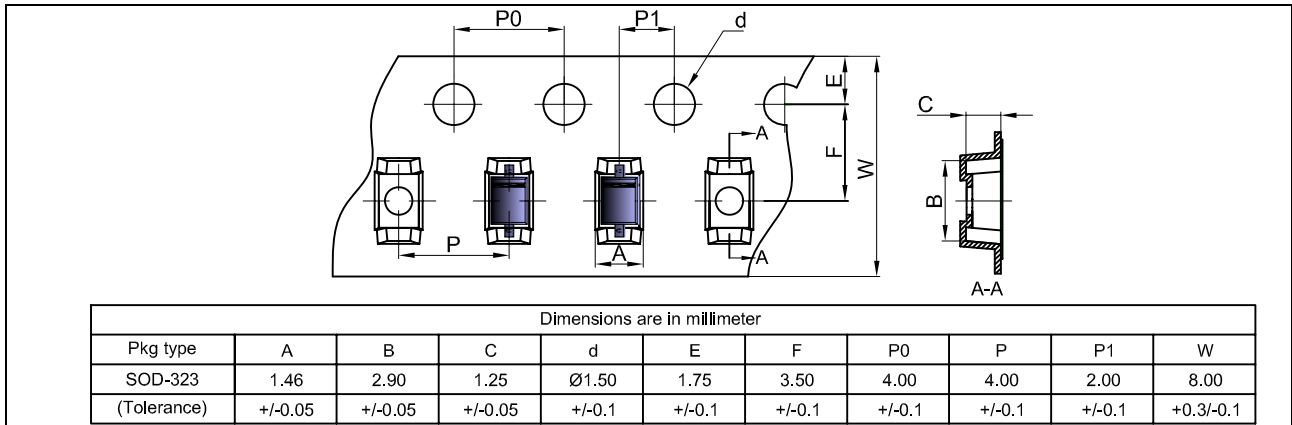 P0 P1 d
E
C
A
F
W
B
P A
A
A-A
Dimensions are in millimeter
Pkg type A B C d E F P0 P P1 W
SOD-323 1.46 2.90 1.25 Ø1.50 1.75 3.50 4.00 4.00 2.00 8.00
(Tolerance) +/-0.05 +/-0.05 +/-0.05 +/-0.1 +/-0.1 +/-0.1 +/-0.1 +/-0.1 +/-0.1 +0.3/-0.1